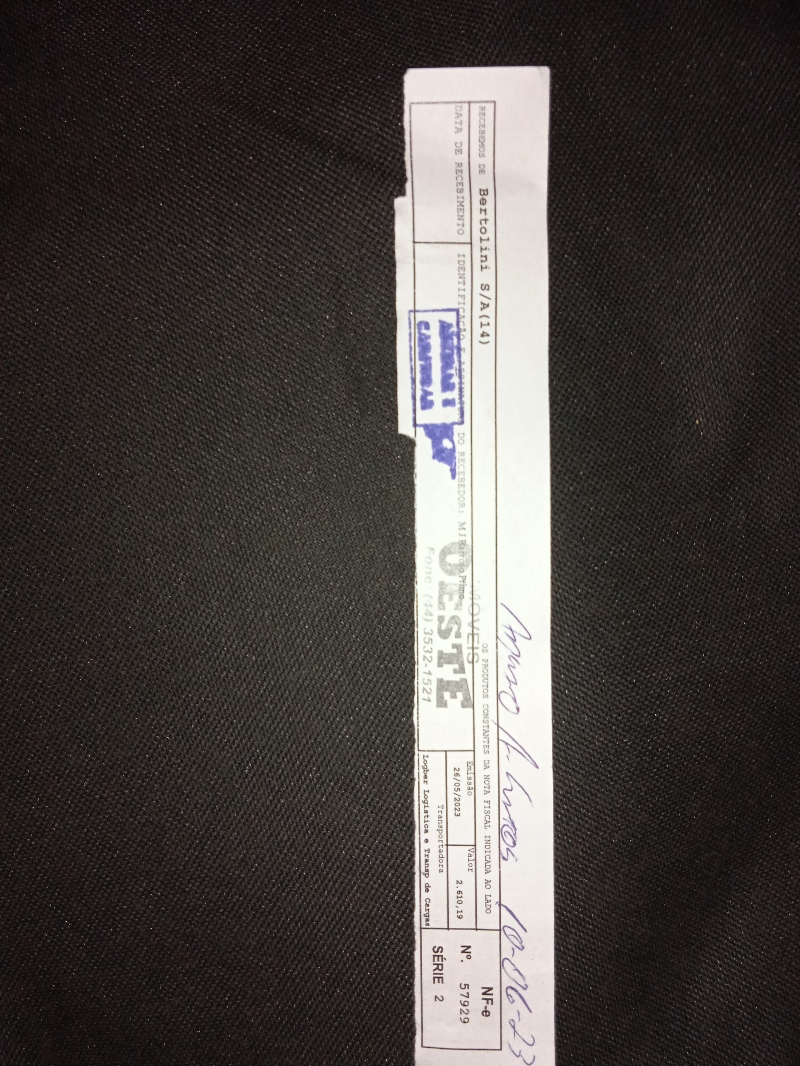 10-06-23
RECEBEMOS DE Bertolini S/A(14) OS PRODUTOS CONSTANTES DA NOTA FISCAL INDICADA AO LADO
DATA DE RECEBIMENTO
IDENTIFICAÇÃO E ASSINATURA DO RECEBEDOR: M J
Primo
MÓVEIS
OESTE
Fone: (44) 3532-1521
Emissão
26/05/2023
Valor
2.610,19
Transportadora
Logber Logistica e Transp de Cargas
NF-e
Nº. 57929
SÉRIE 2